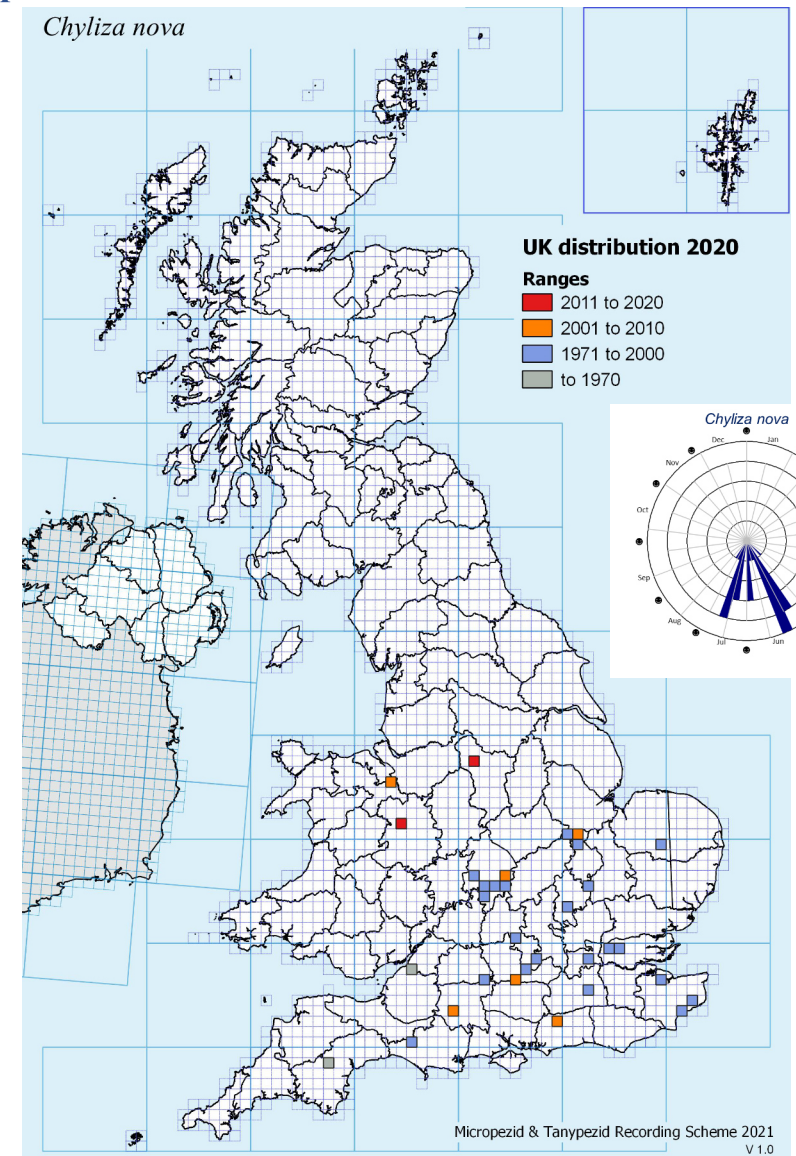 Chyliza nova
UK distribution 2020
Ranges
2011 to 2020
2001 to 2010
1971 to 2000
to 1970
Chyliza nova
Dec
Jan
Nov
Oct
Sep
Aug
Jul
Jun
Micropezid & Tanypezid Recording Scheme 2021
V 1.0